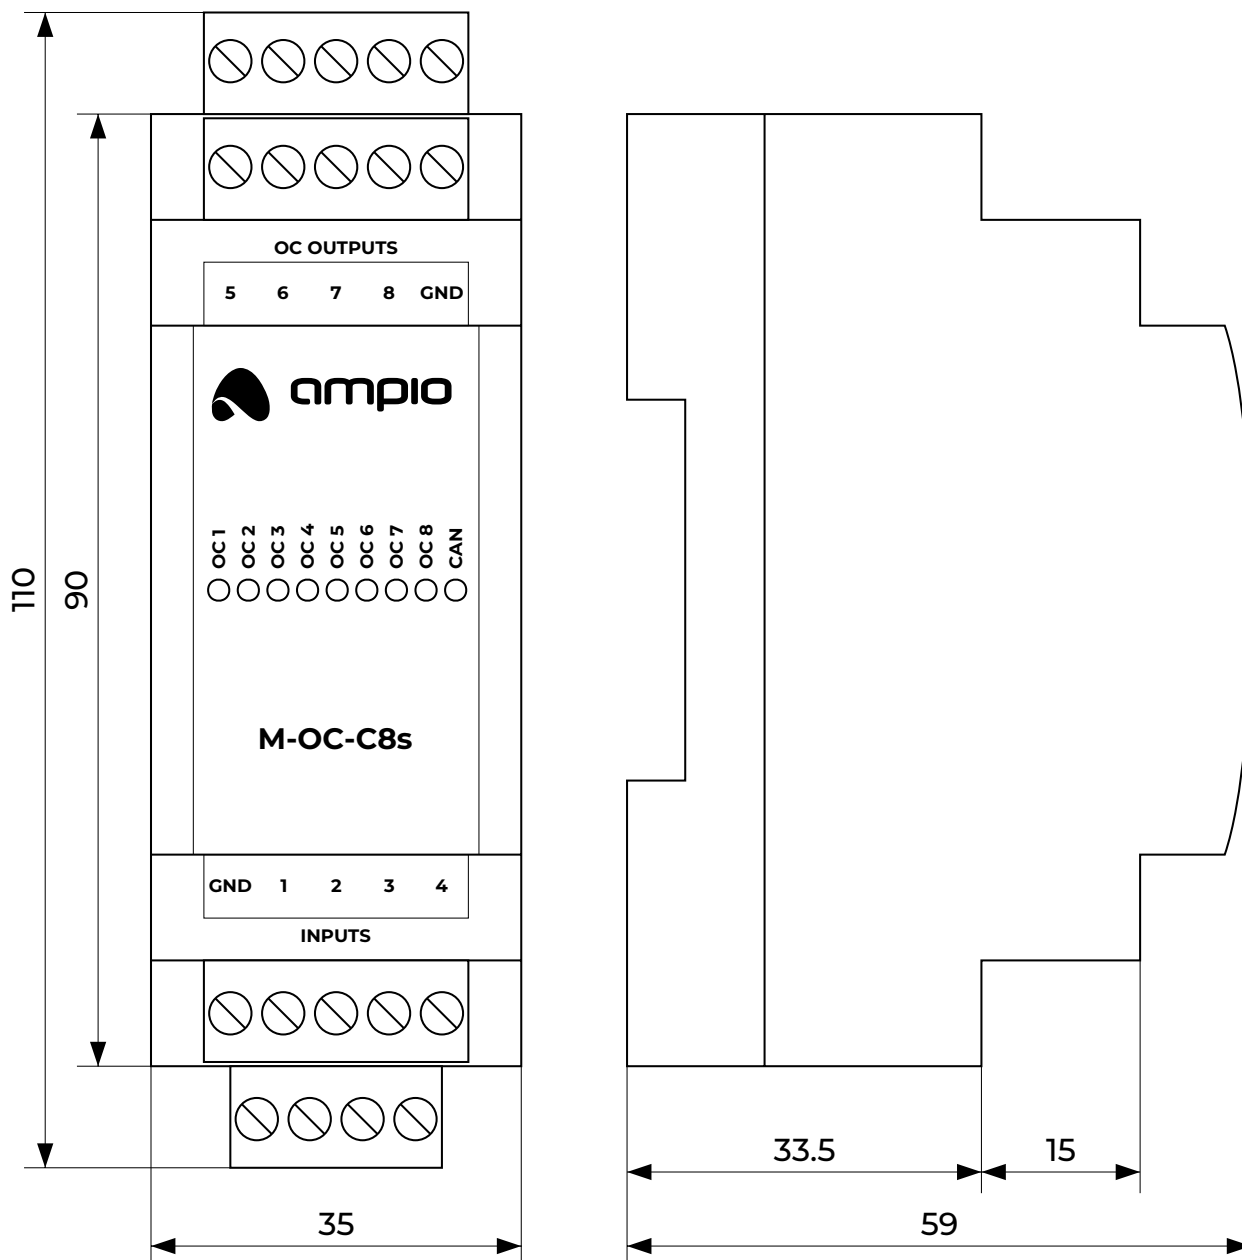 OC OUTPUTS
5 6 7 8 GND
ampio
OC 1 OC 2 OC 3 OC 4 OC 5 OC 6 OC 7 OC 8 CAN
110
90
M-OC-C8s
GND 1 2 3 4
INPUTS
33.5 15
35 59